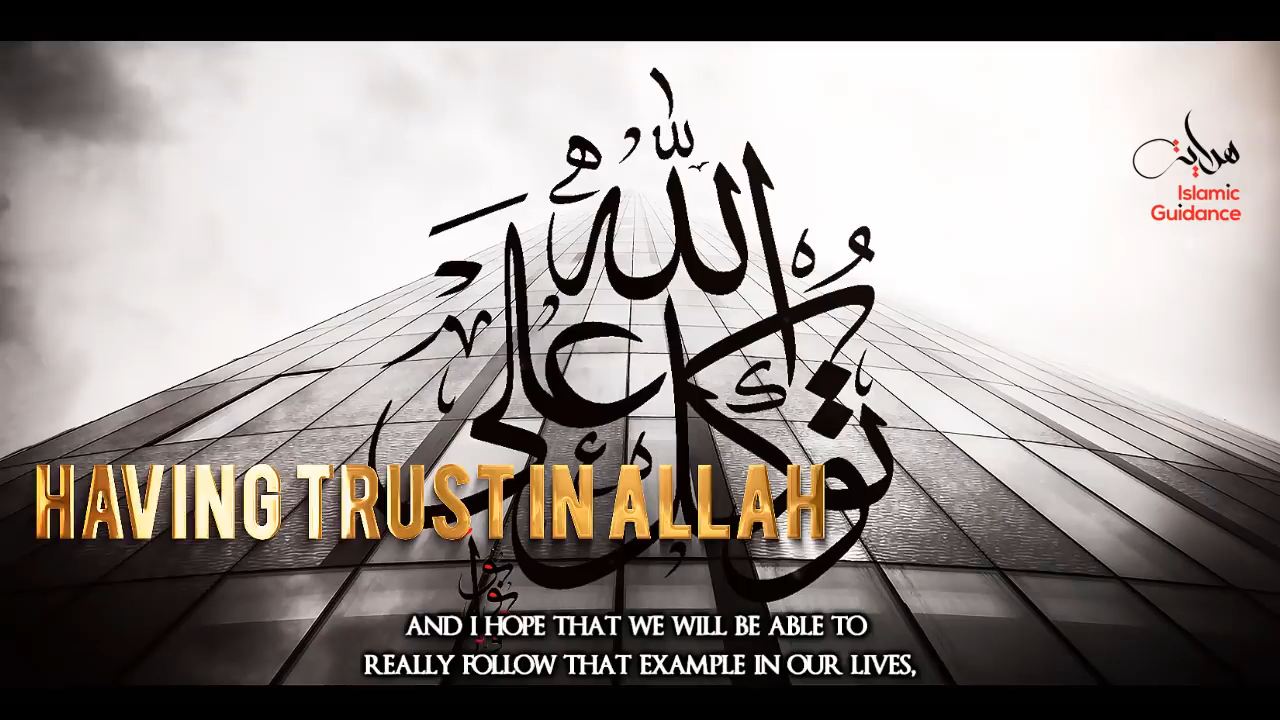 توكلت على الله
هداية
Islamic
Guidance
HAVING TRUST IN ALLAH
AND I HOPE THAT WE WILL BE ABLE TO
REALLY FOLLOW THAT EXAMPLE IN OUR LIVES,